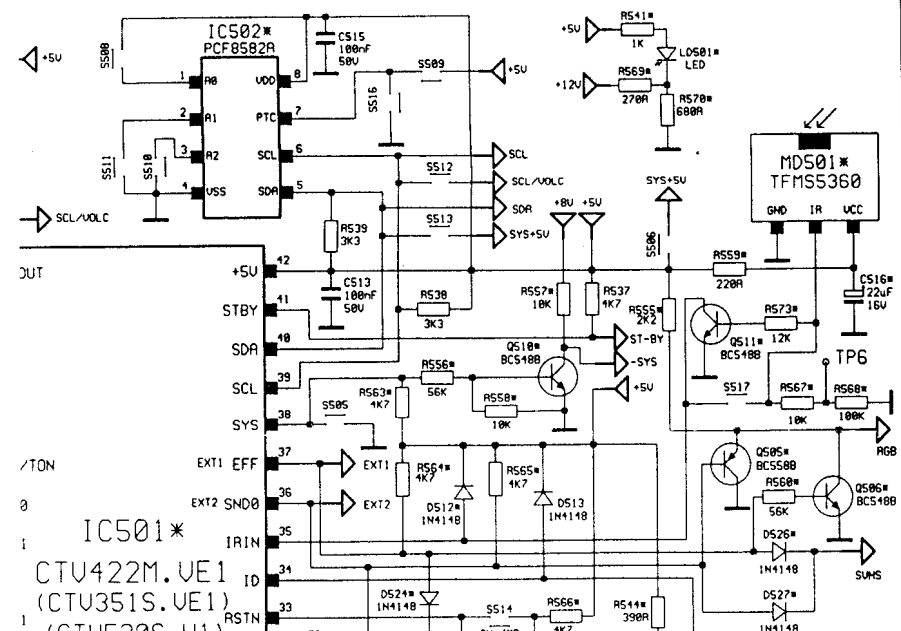 IC502*
PCF8582A
S508
+5V
1 A0
VDD 8
2 A1
PTC 7
3 A2
SCL 6
4 VSS
SDA 5
S511
S510
C515
100nF
50V
S509
+5V
S516
SCL
S512
SCL/VOLC
SDA
S513
SYS+5V
SCL/VOLC
R539
3K3
C513
100nF
50V
R538
3K3
+5V
R541*
1K
LD501*
LED
+12V
R569*
270R
R570*
680R
MD501*
TFMS5360
GND
IR
VCC
SYS+5V
S506
+8V
+5V
R559*
220R
C516*
22uF
16V
R557*
10K
R537
4K7
R555*
2K2
ST-BY
-SYS
+5V
Q511*
BC548B
R573*
12K
TP6
S517
R567*
10K
R568*
100K
RGB
Q510*
BC548B
R556*
56K
R558*
10K
R563*
4K7
S505
R564*
4K7
R565*
4K7
D512*
1N4148
D513
1N4148
Q505*
BC558B
R560*
56K
Q506*
BC548B
D526*
1N4148
SVHS
D527*
1N4148
D524*
1N4148
S514
R566*
4K7
R544*
390R
OUT
+5V 42
STBY 41
SDA 40
SCL 39
SYS 38
/TON
EXT1 EFF 37
EXT1
EXT2 SND0 36
EXT2
IRIN 35
ID 34
RSTN 33
IC501*
CTV422M.VE1
(CTV351S.VE1)